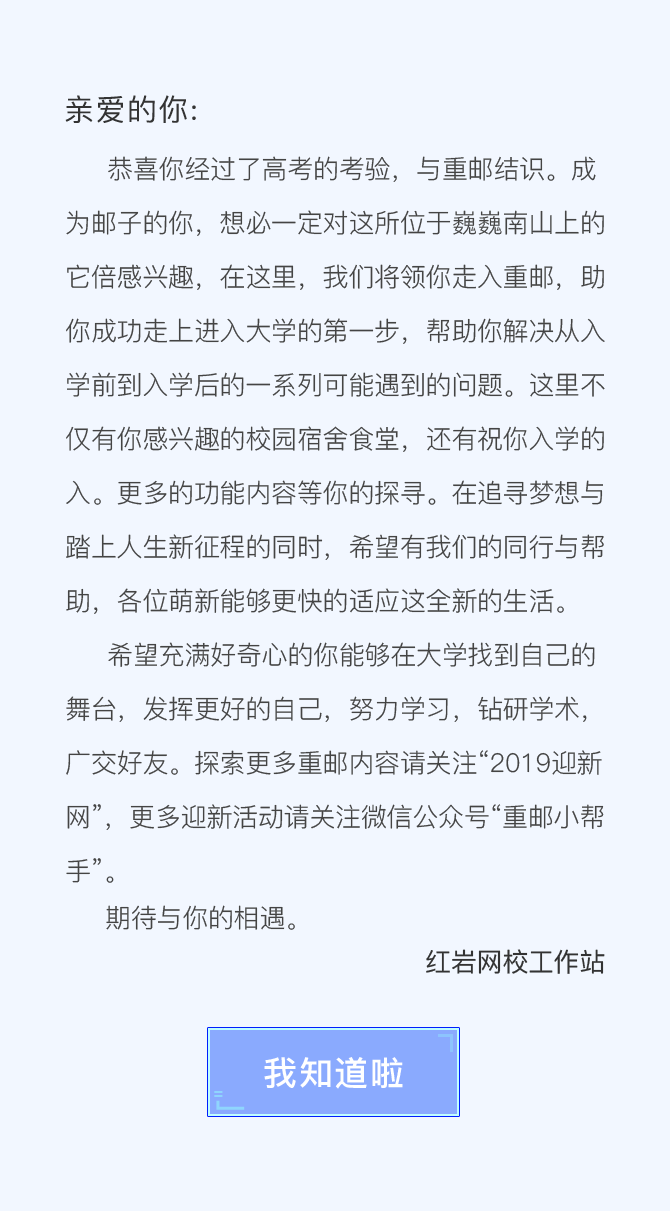 亲爱的你:
恭喜你经过了高考的考验，与重邮结识。成
为邮子的你，想必一定对这所位于巍巍南山上的
它倍感兴趣，在这里，我们将领你走入重邮，助
你成功走上进入大学的第一步，帮助你解决从入
学前到入学后的一系列可能遇到的问题。这里不
仅有你感兴趣的校园宿舍食堂，还有祝你入学的
入。更多的功能内容等你的探寻。在追寻梦想与
踏上人生新征程的同时，希望有我们的同行与帮
助，各位萌新能够更快的适应这全新的生活。
希望充满好奇心的你能够在大学找到自己的
舞台，发挥更好的自己，努力学习，钻研学术，
广交好友。探索更多重邮内容请关注“2019迎新
网”，更多迎新活动请关注微信公众号“重邮小帮
手”。
期待与你的相遇。
红岩网校工作站
我知道啦